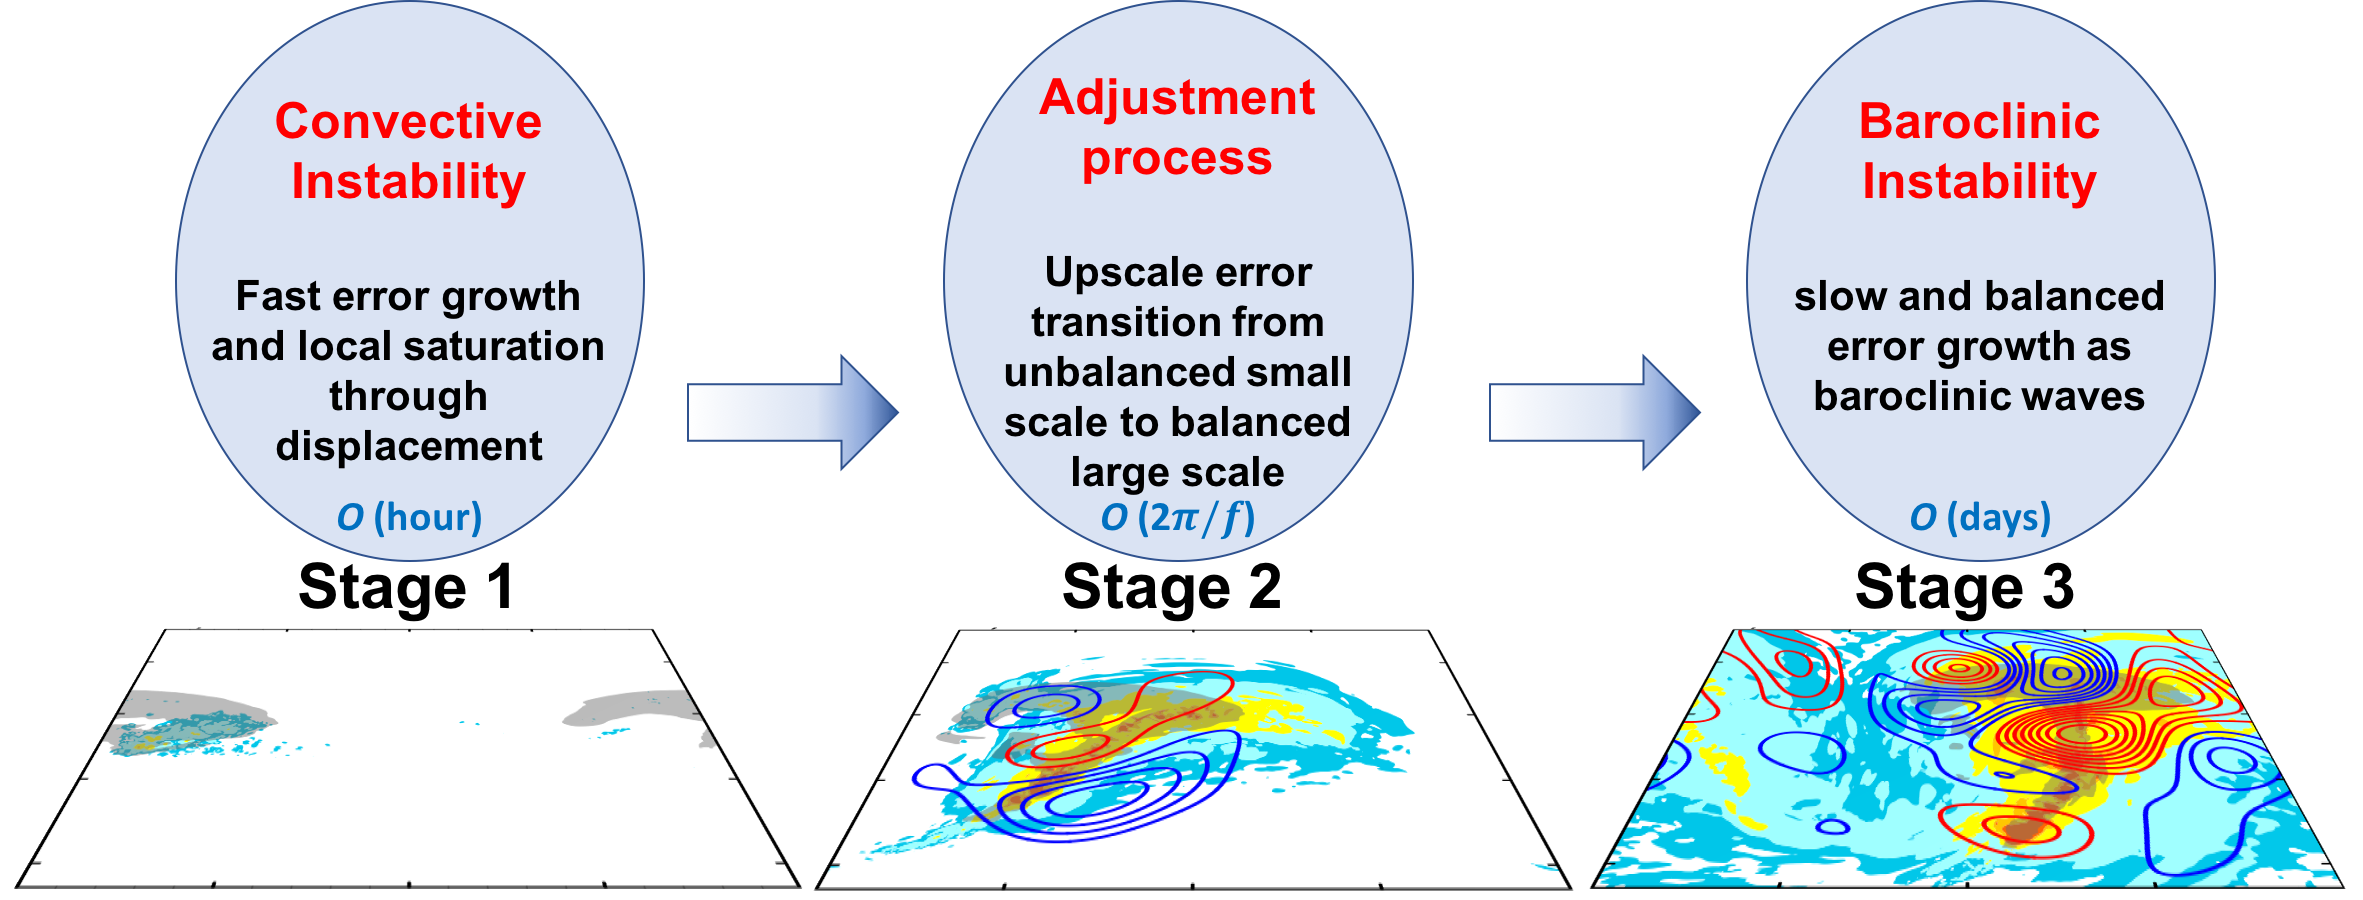 Convective
Instability
Fast error growth
and local saturation
through
displacement
O (hour)
Stage 1
Adjustment
process
Upscale error
transition from
unbalanced small
scale to balanced
large scale
O (2π/f)
Stage 2
Baroclinic
Instability
slow and balanced
error growth as
baroclinic waves
O (days)
Stage 3